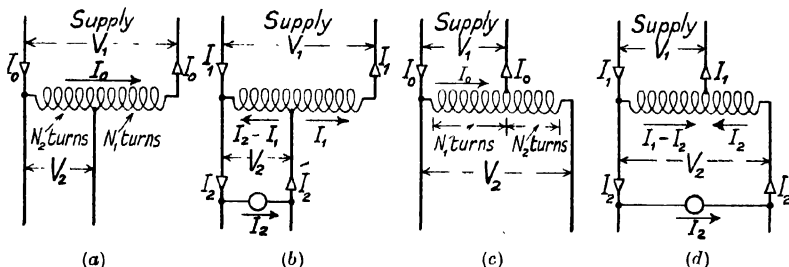 Supply
V₁
I₀ I₀
I₀
N₂ turns N₁ turns
V₂
(a)
Supply
V₁
I₁ I₁
I₂ – I₁ I₁
V₂
I₂ I₂
I₂
(b)
Supply
V₁
I₀ I₀
I₀
N₁ turns N₂ turns
V₂
(c)
Supply
V₁
I₁ I₁
I₁ – I₂ I₂
V₂
I₂ I₂
I₂
(d)